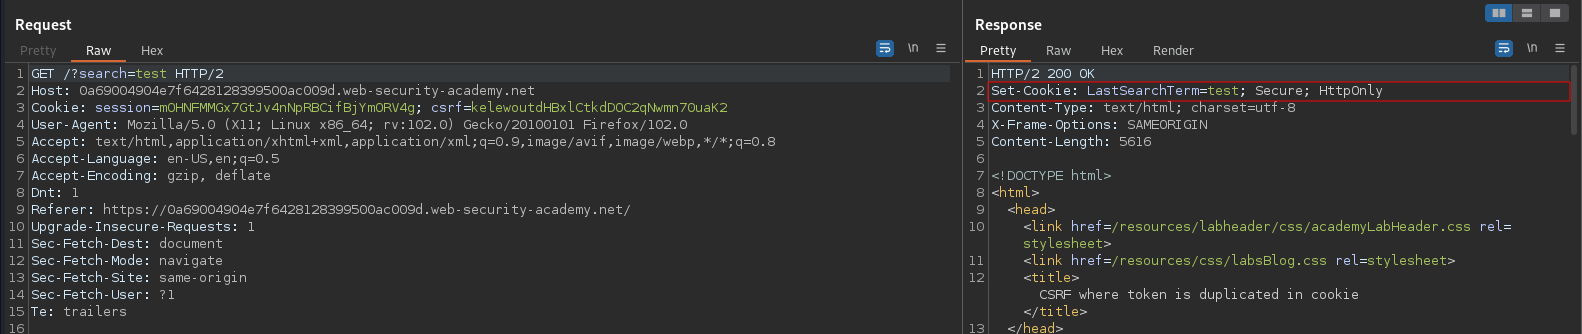 Request
Pretty Raw Hex
\n
1 GET /?search=test HTTP/2
2 Host: 0a69004904e7f6428128399500ac009d.web-security-academy.net
3 Cookie: session=mOHNFMMGx7GtJv4nNpRBCifBjYmORV4g; csrf=kelewoutdHBxlCtkdDOC2qNwmn7OuaK2
4 User-Agent: Mozilla/5.0 (X11; Linux x86_64; rv:102.0) Gecko/20100101 Firefox/102.0
5 Accept: text/html,application/xhtml+xml,application/xml;q=0.9,image/avif,image/webp,*/*;q=0.8
6 Accept-Language: en-US,en;q=0.5
7 Accept-Encoding: gzip, deflate
8 Dnt: 1
9 Referer: https://0a69004904e7f6428128399500ac009d.web-security-academy.net/
10 Upgrade-Insecure-Requests: 1
11 Sec-Fetch-Dest: document
12 Sec-Fetch-Mode: navigate
13 Sec-Fetch-Site: same-origin
14 Sec-Fetch-User: ?1
15 Te: trailers
16
Response
Pretty Raw Hex Render
\n
1 HTTP/2 200 OK
2 Set-Cookie: LastSearchTerm=test; Secure; HttpOnly
3 Content-Type: text/html; charset=utf-8
4 X-Frame-Options: SAMEORIGIN
5 Content-Length: 5616
6
7 <!DOCTYPE html>
8 <html>
9 <head>
10 <link href=/resources/labheader/css/academyLabHeader.css rel=
stylesheet>
11 <link href=/resources/css/labsBlog.css rel=stylesheet>
12 <title>
CSRF where token is duplicated in cookie
</title>
13 </head>